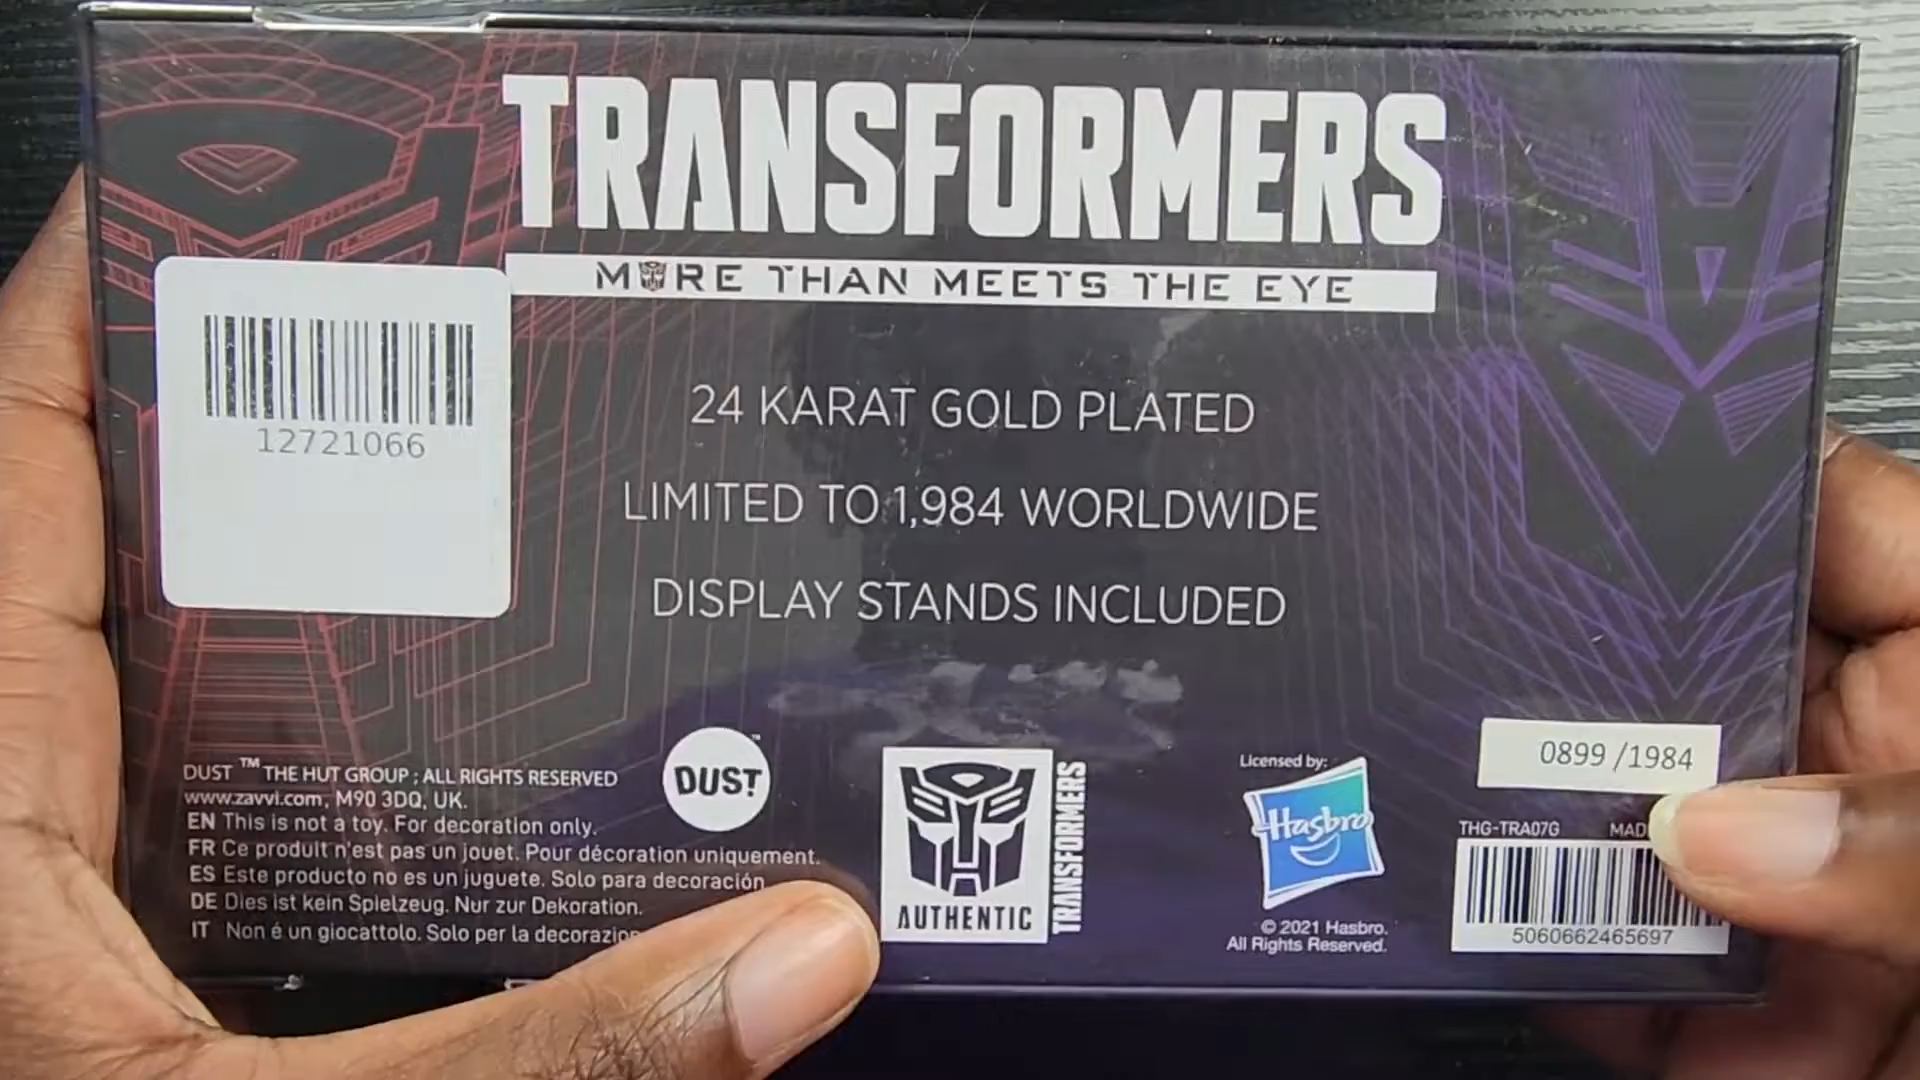 TRANSFORMERS
MORE THAN MEETS THE EYE
12721066
24 KARAT GOLD PLATED
LIMITED TO 1,984 WORLDWIDE
DISPLAY STANDS INCLUDED
DUST ™ THE HUT GROUP ; ALL RIGHTS RESERVED
www.zavvi.com, M90 3DQ, UK.
EN This is not a toy. For decoration only.
FR Ce produit n'est pas un jouet. Pour décoration uniquement.
ES Este producto no es un juguete. Solo para decoración
DE Dies ist kein Spielzeug. Nur zur Dekoration.
IT Non é un giocattolo. Solo per la
DUST!™
AUTHENTIC
TRANSFORMERS
Licensed by:
Hasbro
© 2021 Hasbro.
All Rights Reserved.
0899 /1984
THG-TRA07G
5060662465697